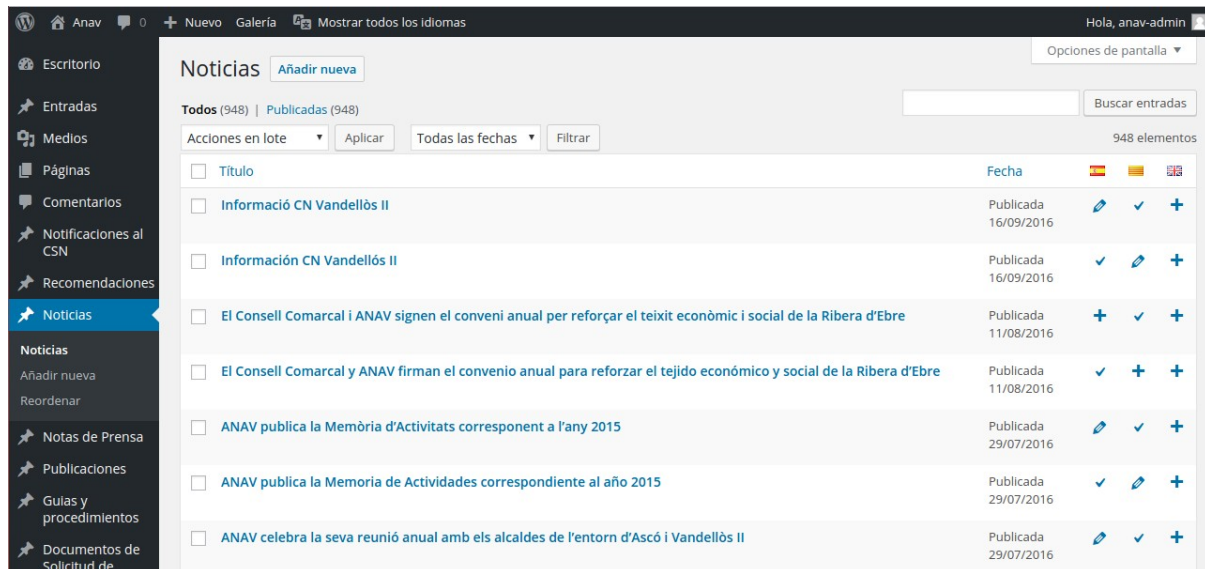 Anav 0 Nuevo Galería Mostrar todos los idiomas Hola, anav-admin
Opciones de pantalla
Escritorio
Entradas
Medios
Páginas
Comentarios
Notificaciones al
CSN
Recomendaciones
Noticias
Noticias
Añadir nueva
Reordenar
Notas de Prensa
Publicaciones
Guias y
procedimientos
Documentos de
Solicitud de
Noticias Añadir nueva
Todos (948) | Publicadas (948)
Buscar entradas
Acciones en lote Aplicar Todas las fechas Filtrar 948 elementos
Título Fecha
Informació CN Vandellòs II Publicada
16/09/2016
Información CN Vandellós II Publicada
16/09/2016
El Consell Comarcal i ANAV signen el conveni anual per reforçar el teixit econòmic i social de la Ribera d’Ebre Publicada
11/08/2016
El Consell Comarcal y ANAV firman el convenio anual para reforzar el tejido económico y social de la Ribera d’Ebre Publicada
11/08/2016
ANAV publica la Memòria d’Activitats corresponent a l’any 2015 Publicada
29/07/2016
ANAV publica la Memoria de Actividades correspondiente al año 2015 Publicada
29/07/2016
ANAV celebra la seva reunió anual amb els alcaldes de l’entorn d’Ascó i Vandellòs II Publicada
29/07/2016